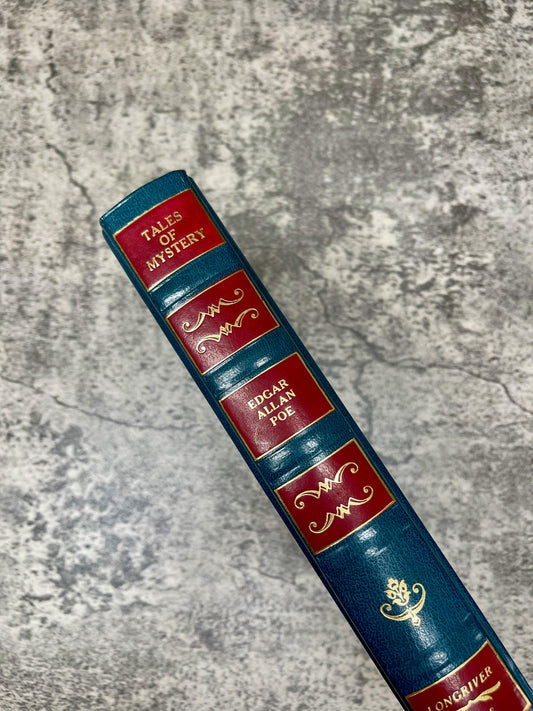 TALES
OF
MYSTERY
EDGAR
ALLAN
POE
LONGRIVER